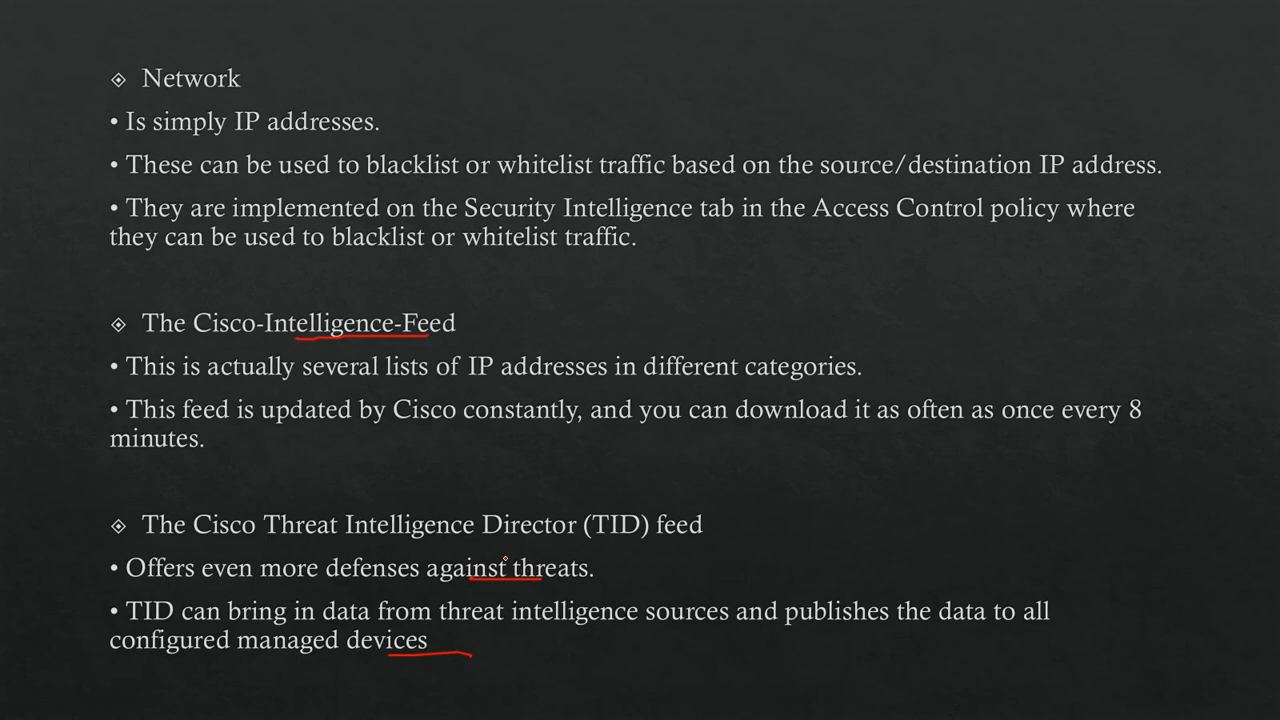 ◈ Network
• Is simply IP addresses.
• These can be used to blacklist or whitelist traffic based on the source/destination IP address.
• They are implemented on the Security Intelligence tab in the Access Control policy where
they can be used to blacklist or whitelist traffic.
◈ The Cisco-Intelligence-Feed
• This is actually several lists of IP addresses in different categories.
• This feed is updated by Cisco constantly, and you can download it as often as once every 8
minutes.
◈ The Cisco Threat Intelligence Director (TID) feed
• Offers even more defenses against threats.
• TID can bring in data from threat intelligence sources and publishes the data to all
configured managed devices